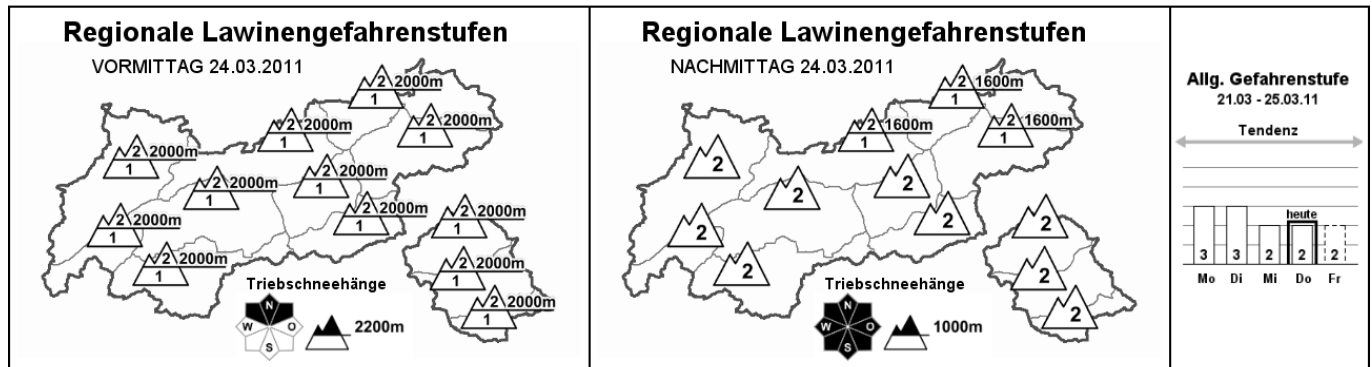 Regionale Lawinengefahrenstufen
VORMITTAG 24.03.2011
2 2000m
1
2 2000m
1
2 2000m
1
2 2000m
1
2 2000m
1
2 2000m
1
2 2000m
1
2 2000m
1
2 2000m
1
2 2000m
1
2 2000m
1
2 2000m
1
Triebschneehänge
N
W O
S
2200m
Regionale Lawinengefahrenstufen
NACHMITTAG 24.03.2011
2 1600m
1
2 1600m
1
2 1600m
1
2
2
2
2
2
2
2
2
2
Triebschneehänge
N
W O
S
1000m
Allg. Gefahrenstufe
21.03 - 25.03.11
Tendenz
heute
3 3 2 2 2
Mo Di Mi Do Fr